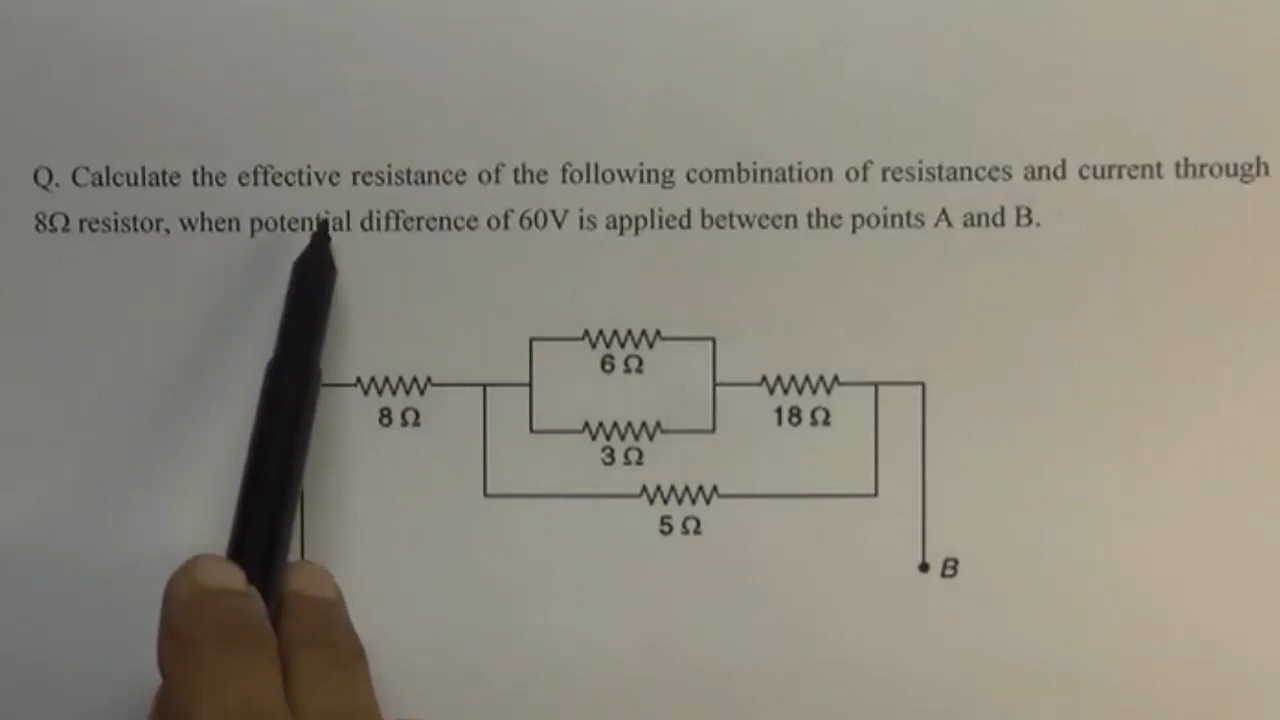 Q. Calculate the effective resistance of the following combination of resistances and current through
8Ω resistor, when potential difference of 60V is applied between the points A and B.
6 Ω
8 Ω
18 Ω
3 Ω
5 Ω
B